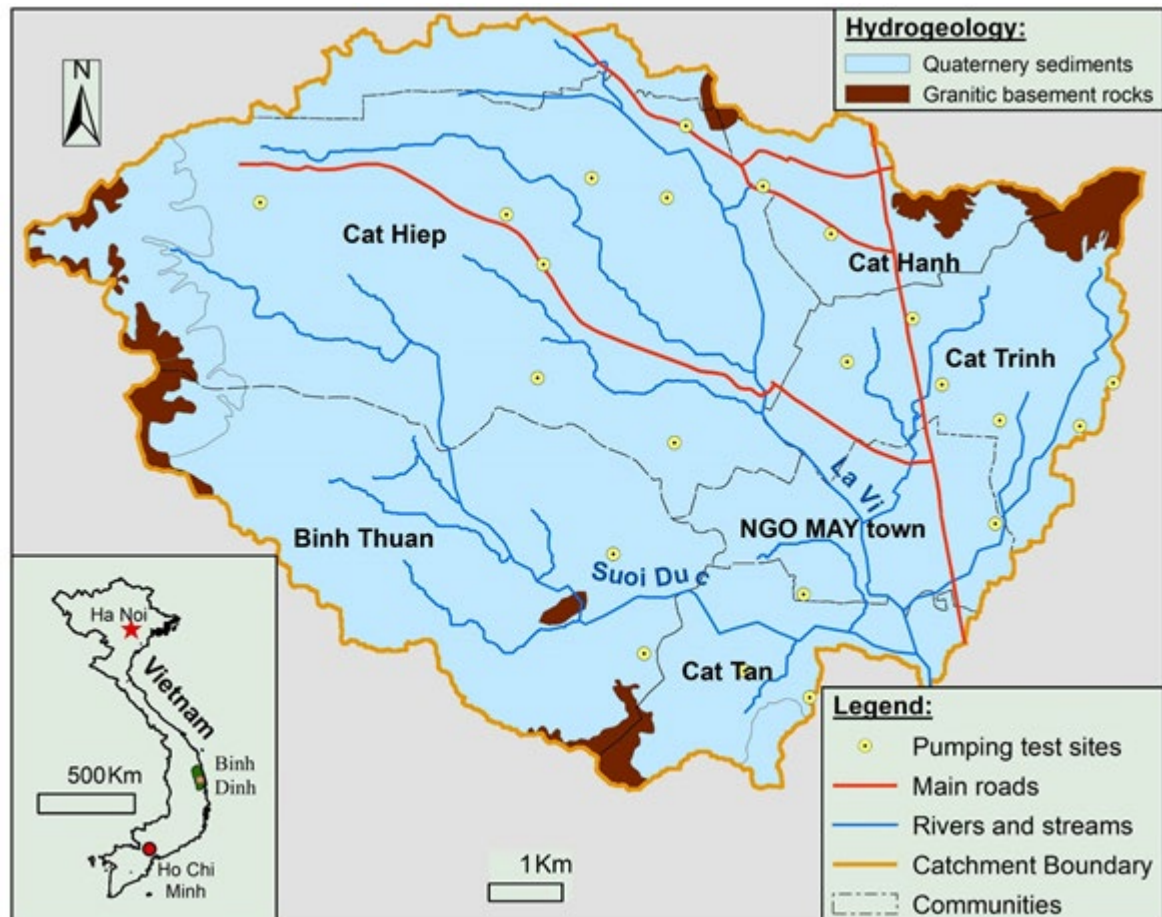 Hydrogeology:
Quaternery sediments
Granitic basement rocks
N
Cat Hiep
Cat Hanh
Cat Trinh
La Vi
NGO MAY town
Binh Thuan
Suoi Du c
Cat Tan
Ha Noi
Vietnam
500Km
Binh
Dinh
Ho Chi
Minh
1Km
Legend:
Pumping test sites
Main roads
Rivers and streams
Catchment Boundary
Communities